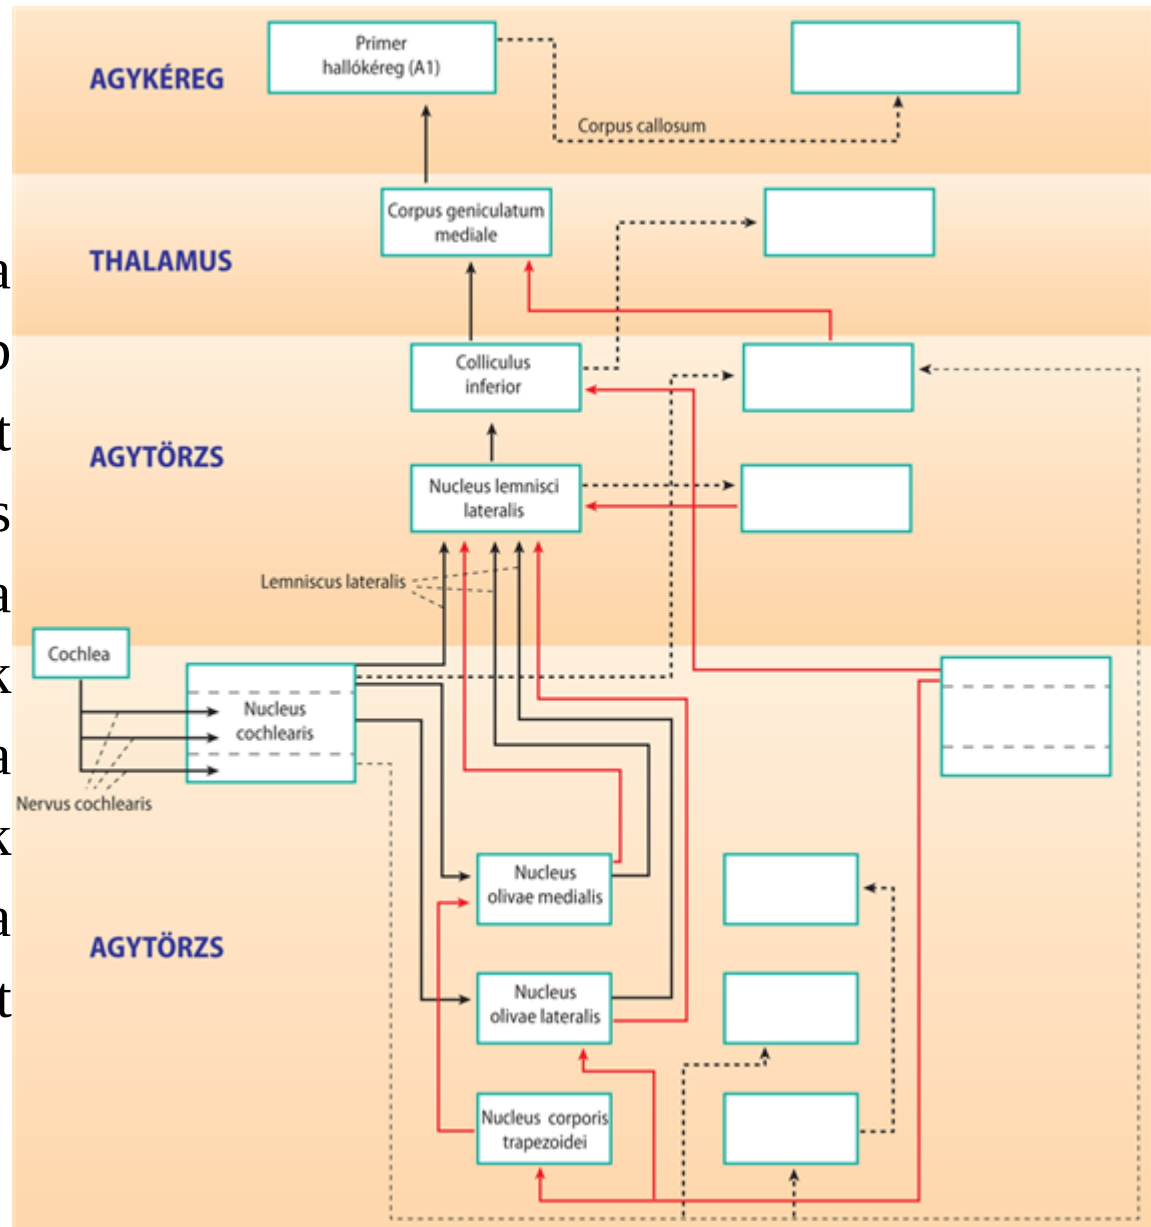 Primer
hallókéreg (A1)
AGYKÉREG
Corpus callosum
Corpus geniculatum
mediale
THALAMUS
Colliculus
inferior
AGYTÖRZS
Nucleus lemnisci
lateralis
Lemniscus lateralis
Cochlea
Nucleus
cochlearis
Nervus cochlearis
Nucleus
olivae medialis
AGYTÖRZS
Nucleus
olivae lateralis
Nucleus corporis
trapezoidei